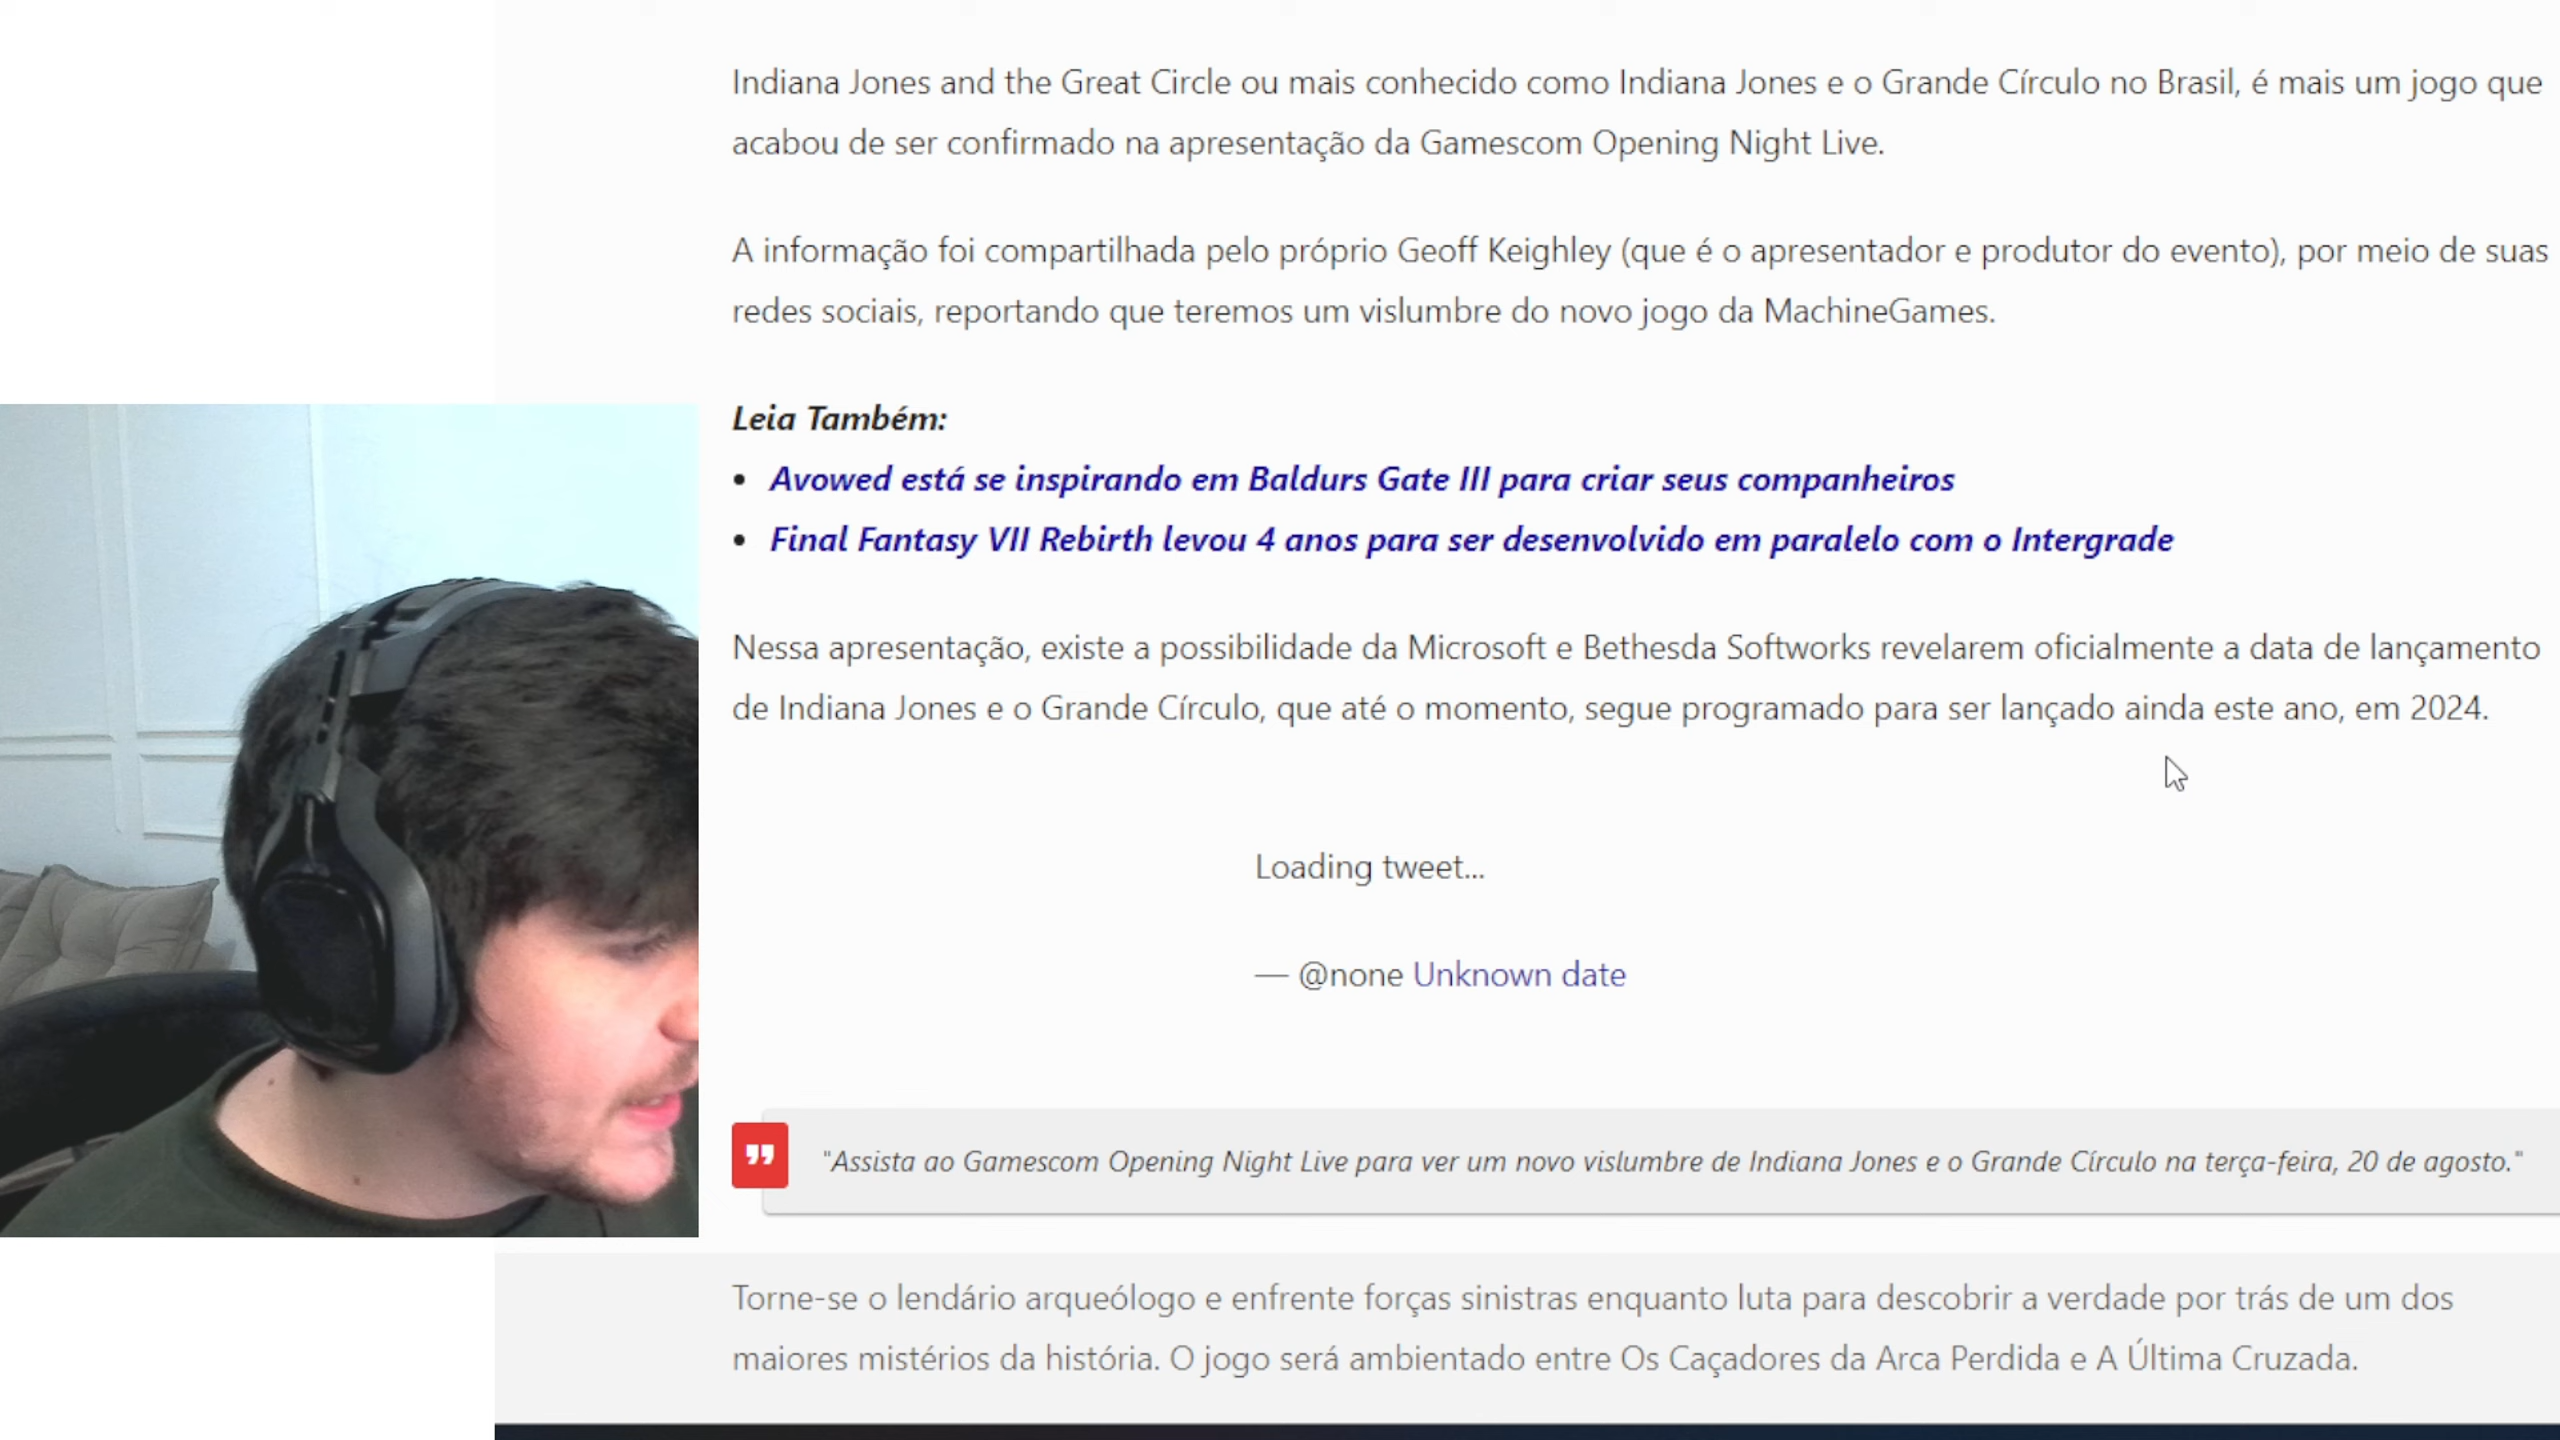 Indiana Jones and the Great Circle ou mais conhecido como Indiana Jones e o Grande Círculo no Brasil, é mais um jogo que
acabou de ser confirmado na apresentação da Gamescom Opening Night Live.
A informação foi compartilhada pelo próprio Geoff Keighley (que é o apresentador e produtor do evento), por meio de suas
redes sociais, reportando que teremos um vislumbre do novo jogo da MachineGames.
Leia Também:
• Avowed está se inspirando em Baldurs Gate III para criar seus companheiros
• Final Fantasy VII Rebirth levou 4 anos para ser desenvolvido em paralelo com o Intergrade
Nessa apresentação, existe a possibilidade da Microsoft e Bethesda Softworks revelarem oficialmente a data de lançamento
de Indiana Jones e o Grande Círculo, que até o momento, segue programado para ser lançado ainda este ano, em 2024.
Loading tweet...
— @none Unknown date
"Assista ao Gamescom Opening Night Live para ver um novo vislumbre de Indiana Jones e o Grande Círculo na terça-feira, 20 de agosto."
Torne-se o lendário arqueólogo e enfrente forças sinistras enquanto luta para descobrir a verdade por trás de um dos
maiores mistérios da história. O jogo será ambientado entre Os Caçadores da Arca Perdida e A Última Cruzada.